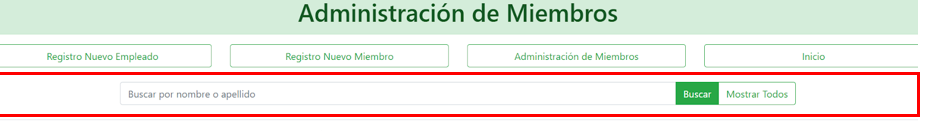 Administración de Miembros
Registro Nuevo Empleado
Registro Nuevo Miembro
Administración de Miembros
Inicio
Buscar por nombre o apellido
Buscar
Mostrar Todos